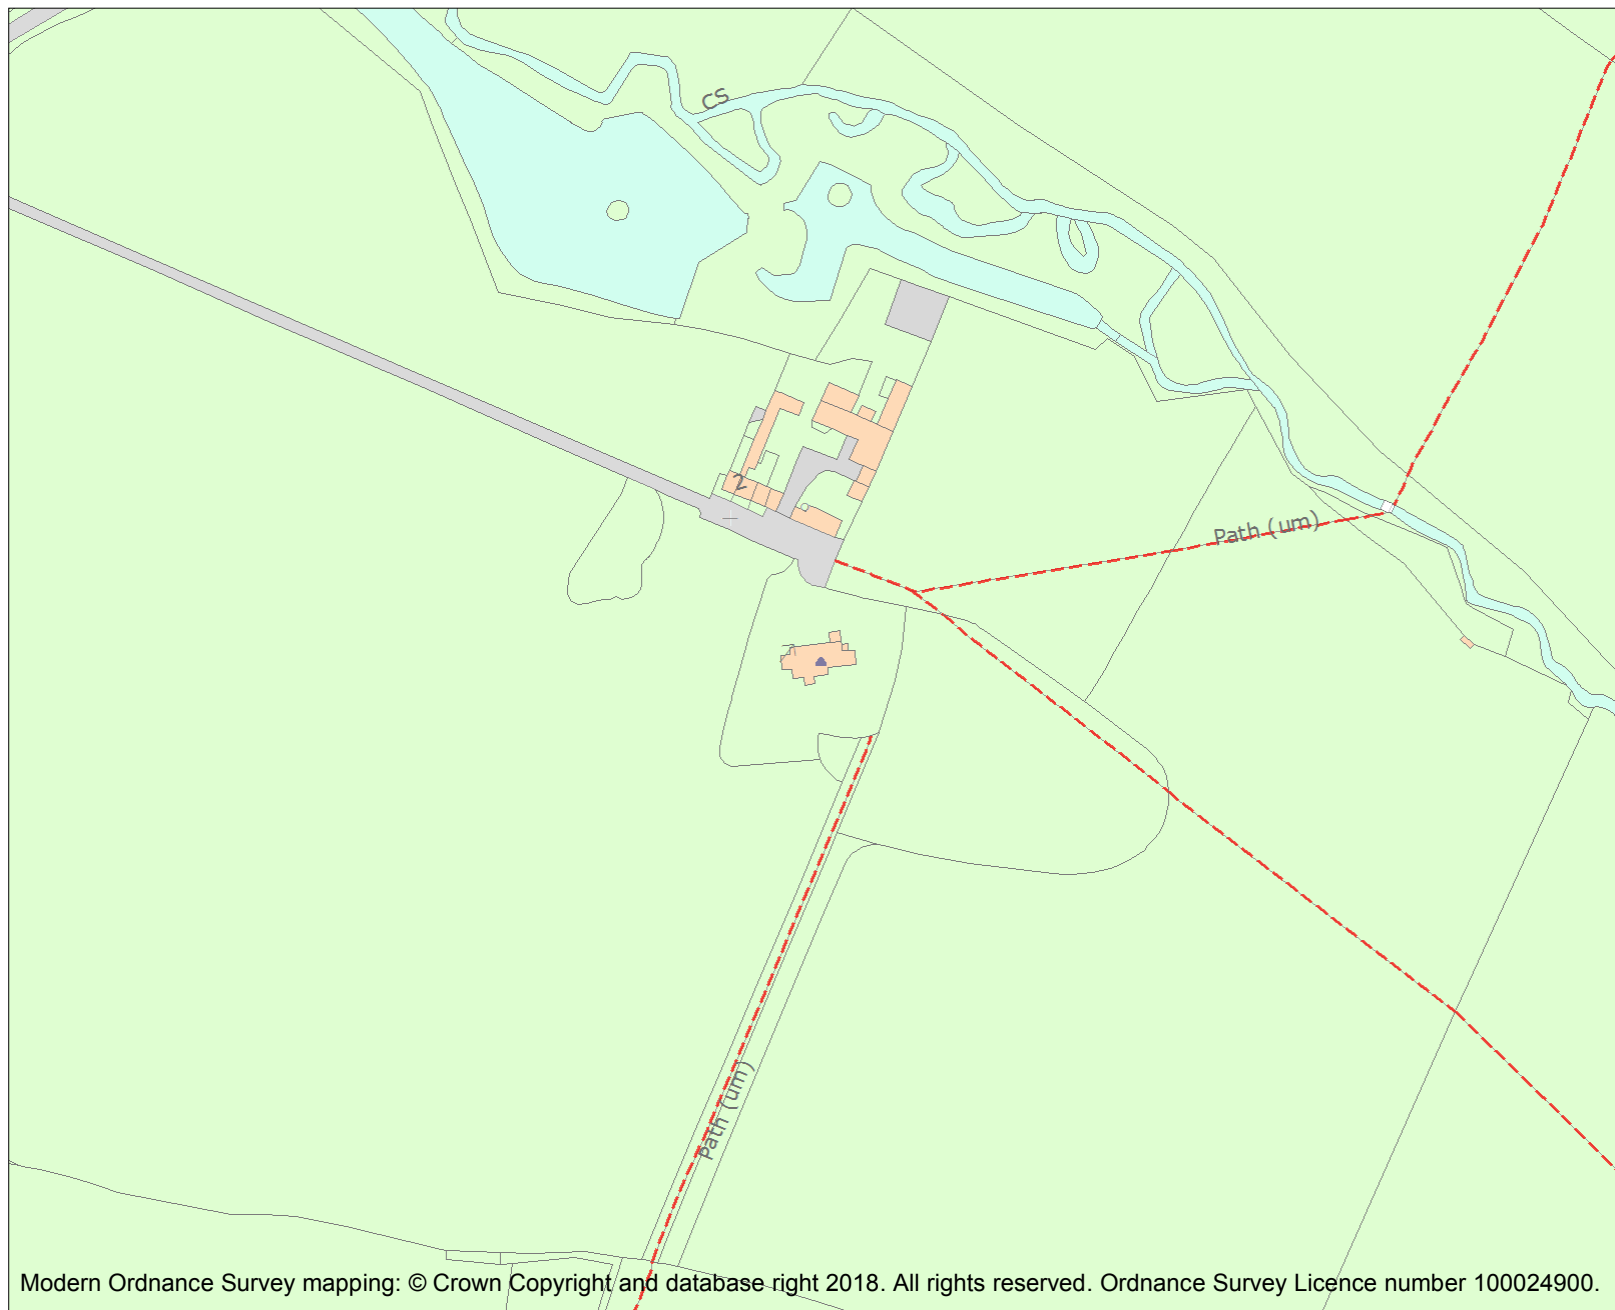 CS
2
Path (um)
Path (um)
Modern Ordnance Survey mapping: © Crown Copyright and database right 2018. All rights reserved. Ordnance Survey Licence number 100024900.